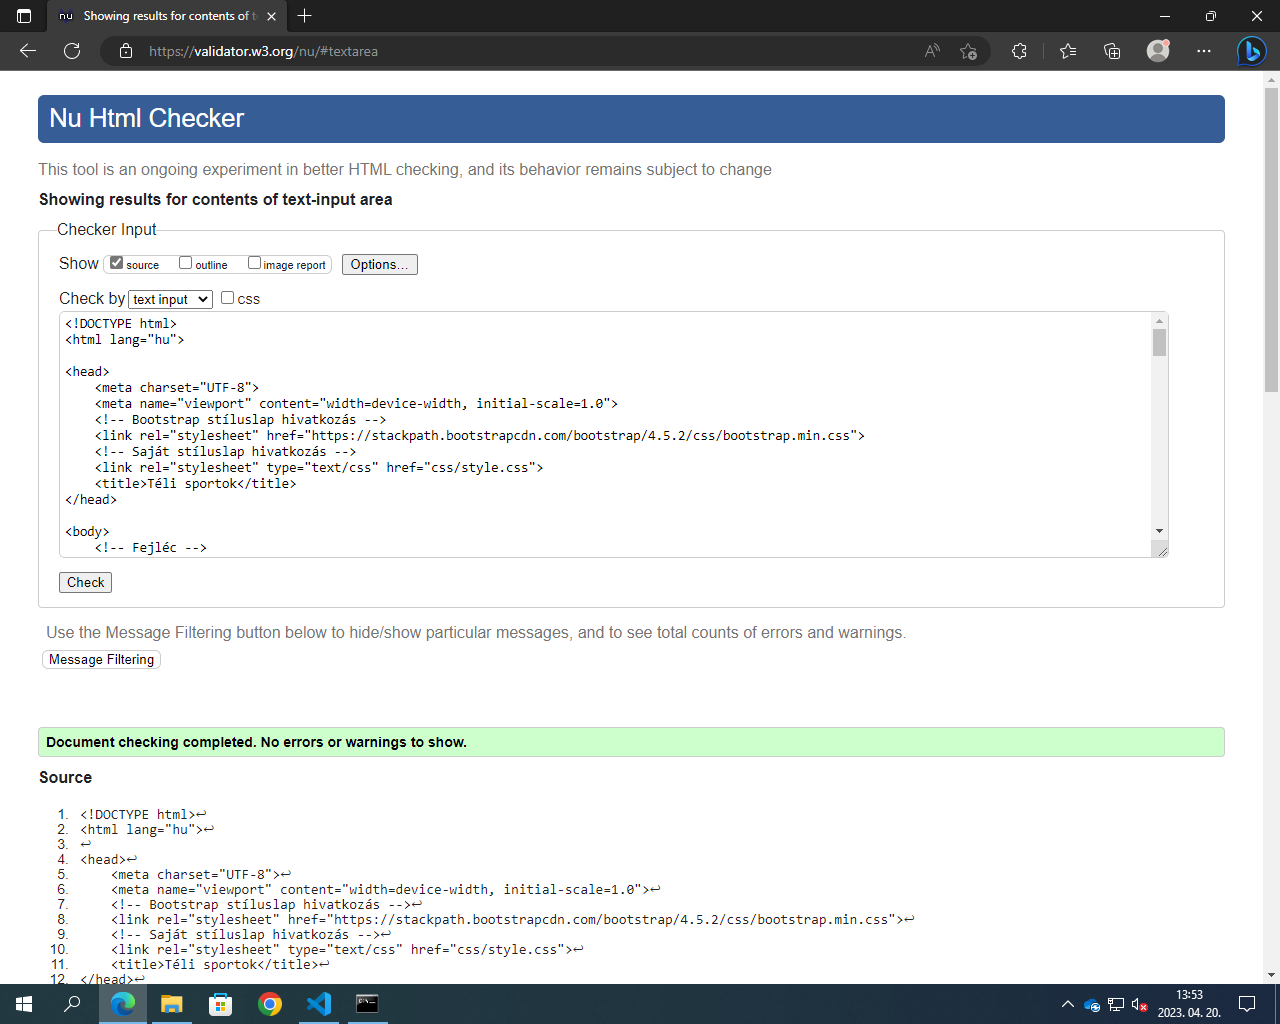 Showing results for contents of t
https://validator.w3.org/nu/#textarea
Nu Html Checker
This tool is an ongoing experiment in better HTML checking, and its behavior remains subject to change
Showing results for contents of text-input area
Checker Input
Show source outline image report Options...
Check by text input css
<!DOCTYPE html>
<html lang="hu">
<head>
<meta charset="UTF-8">
<meta name="viewport" content="width=device-width, initial-scale=1.0">
<!-- Bootstrap stíluslap hivatkozás -->
<link rel="stylesheet" href="https://stackpath.bootstrapcdn.com/bootstrap/4.5.2/css/bootstrap.min.css">
<!-- Saját stíluslap hivatkozás -->
<link rel="stylesheet" type="text/css" href="css/style.css">
<title>Téli sportok</title>
</head>
<body>
<!-- Fejléc -->
Check
Use the Message Filtering button below to hide/show particular messages, and to see total counts of errors and warnings.
Message Filtering
Document checking completed. No errors or warnings to show.
Source
1. <!DOCTYPE html>↩
2. <html lang="hu">↩
3. ↩
4. <head>↩
5. <meta charset="UTF-8">↩
6. <meta name="viewport" content="width=device-width, initial-scale=1.0">↩
7. <!-- Bootstrap stíluslap hivatkozás -->↩
8. <link rel="stylesheet" href="https://stackpath.bootstrapcdn.com/bootstrap/4.5.2/css/bootstrap.min.css">↩
9. <!-- Saját stíluslap hivatkozás -->↩
10. <link rel="stylesheet" type="text/css" href="css/style.css">↩
11. <title>Téli sportok</title>↩
12. </head>↩
13:53
2023. 04. 20.